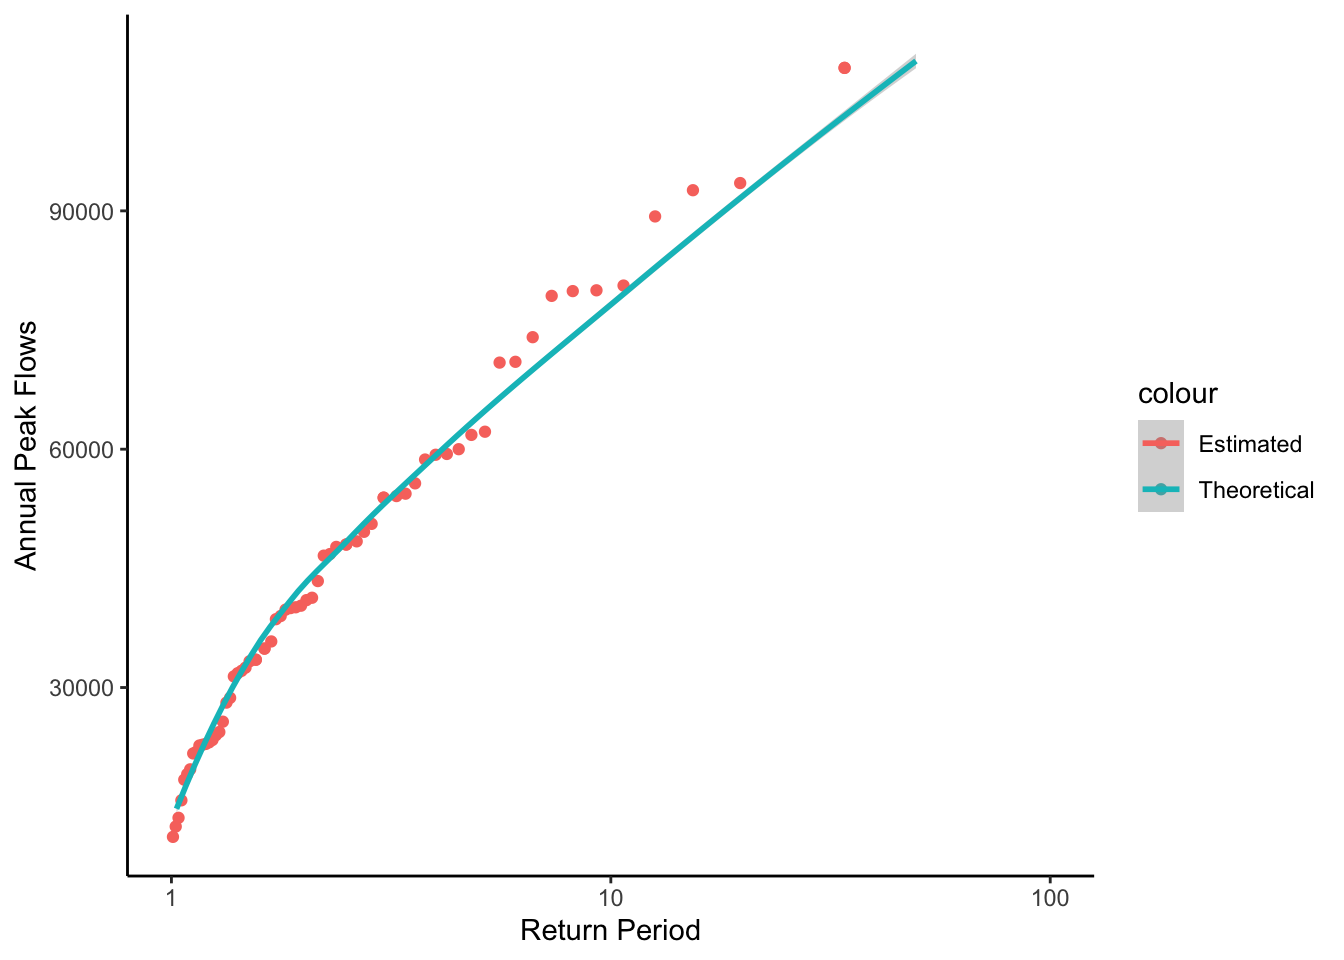 Annual Peak Flows
90000
60000
30000
1
10
100
Return Period
colour
Estimated
Theoretical